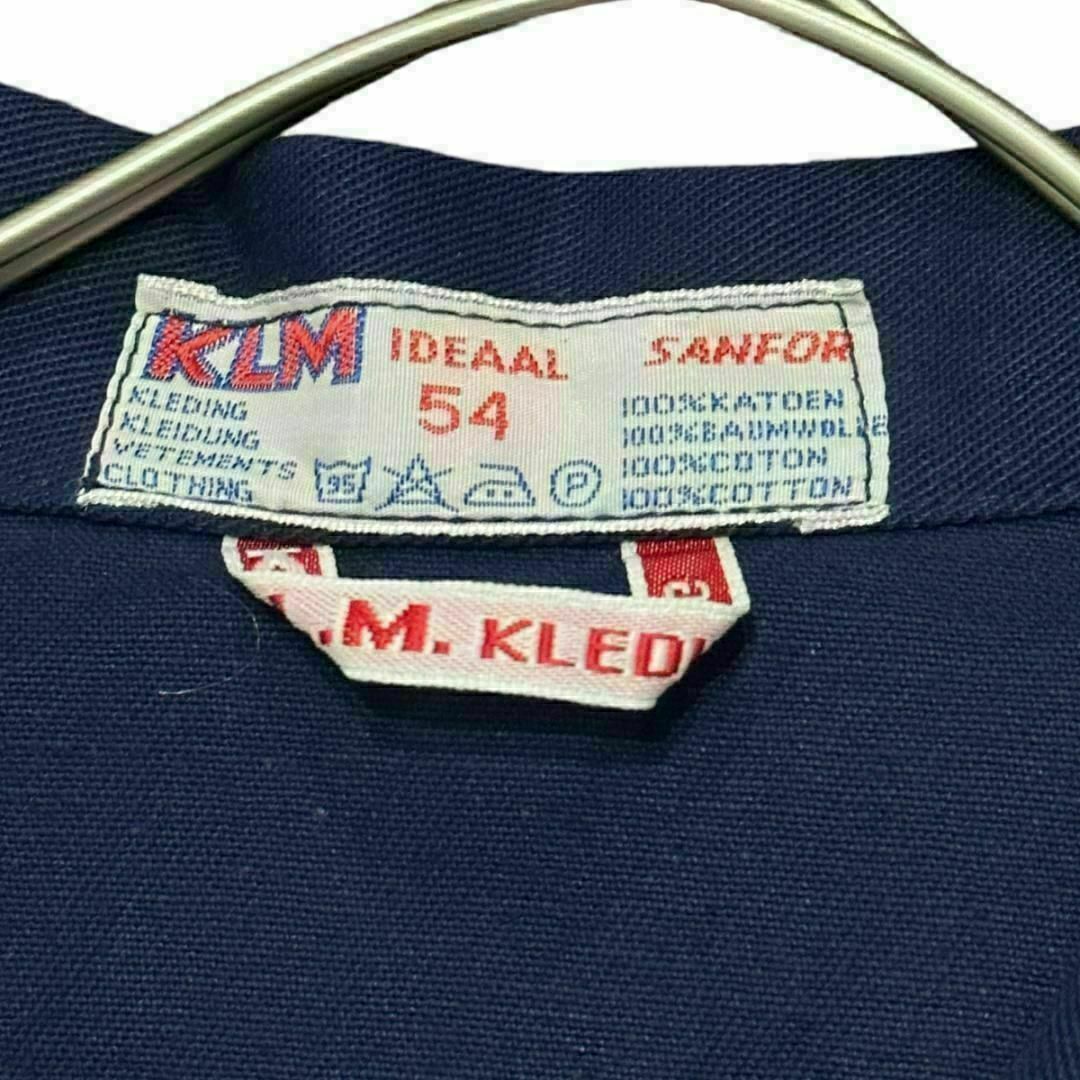 KLM IDEAAL SANFOR
54
KLEDING
KLEIDUNG
VETEMENTS
CLOTHING
95
P
100% KATOEN
100% BAUMWOLLE
100% COTON
100% COTTON
.M. KLEDI